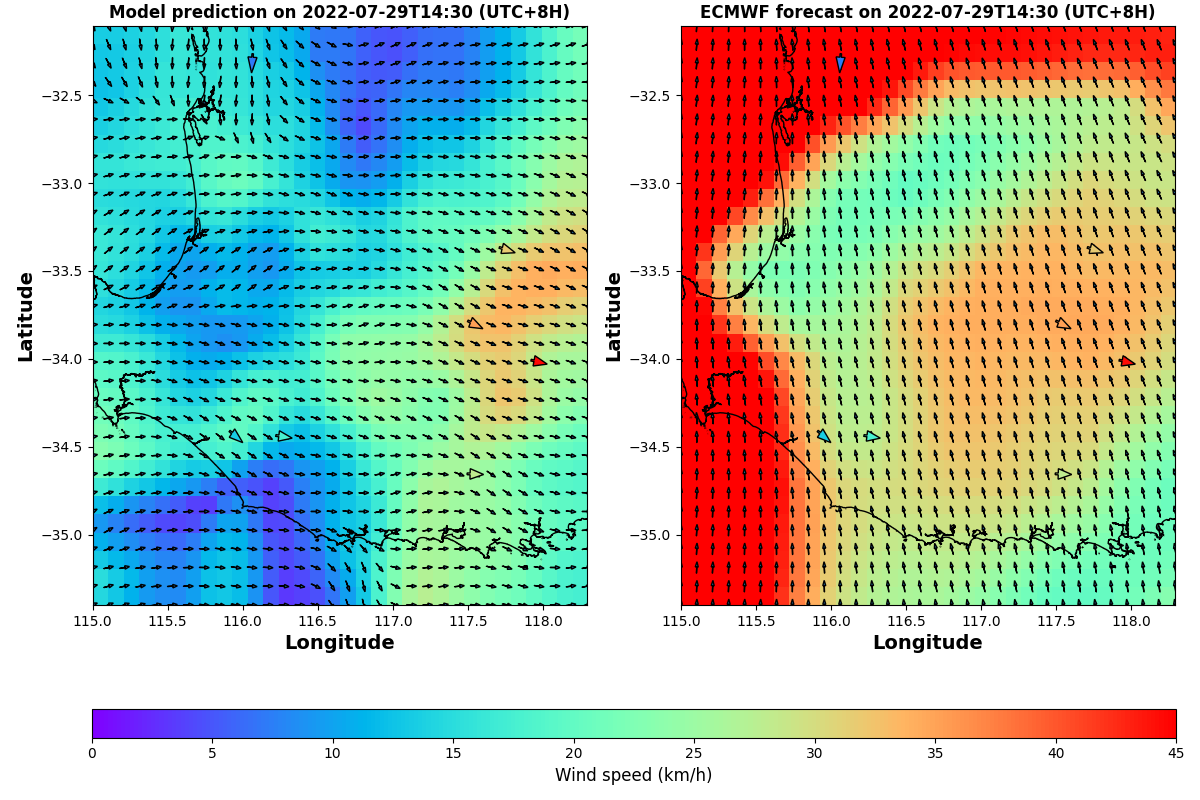 Model prediction on 2022-07-29T14:30 (UTC+8H)
ECMWF forecast on 2022-07-29T14:30 (UTC+8H)
−32.5
−33.0
−33.5
−34.0
−34.5
−35.0
Latitude
115.0 115.5 116.0 116.5 117.0 117.5 118.0
Longitude
−32.5
−33.0
−33.5
−34.0
−34.5
−35.0
Latitude
115.0 115.5 116.0 116.5 117.0 117.5 118.0
Longitude
0 5 10 15 20 25 30 35 40 45
Wind speed (km/h)